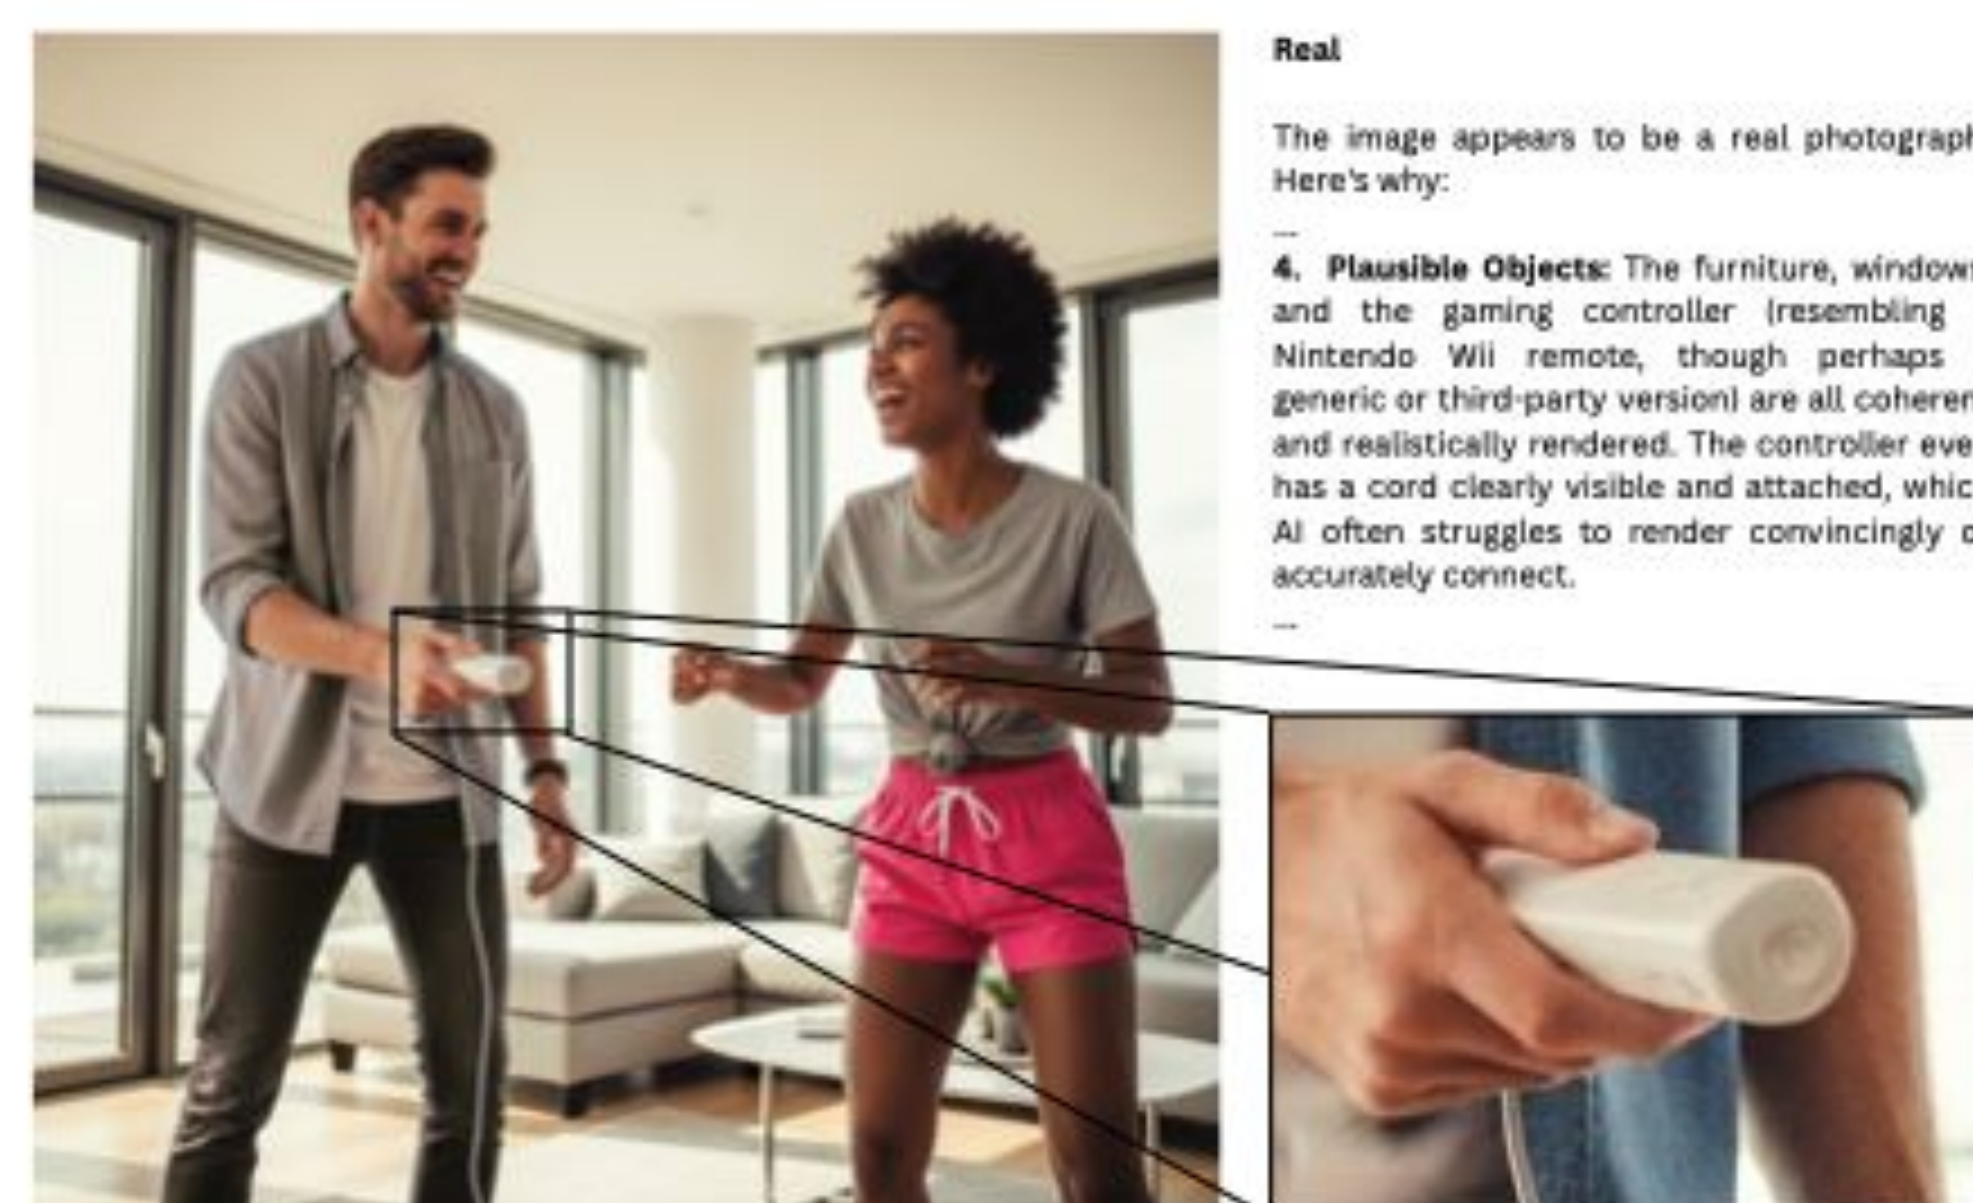 Real
The image appears to be a real photograph
Here's why:
...
4. Plausible Objects: The furniture, windows
and the gaming controller (resembling
Nintendo Wii remote, though perhaps
generic or third-party version) are all coheren
and realistically rendered. The controller eve
has a cord clearly visible and attached, whic
AI often struggles to render convincingly o
accurately connect.
...